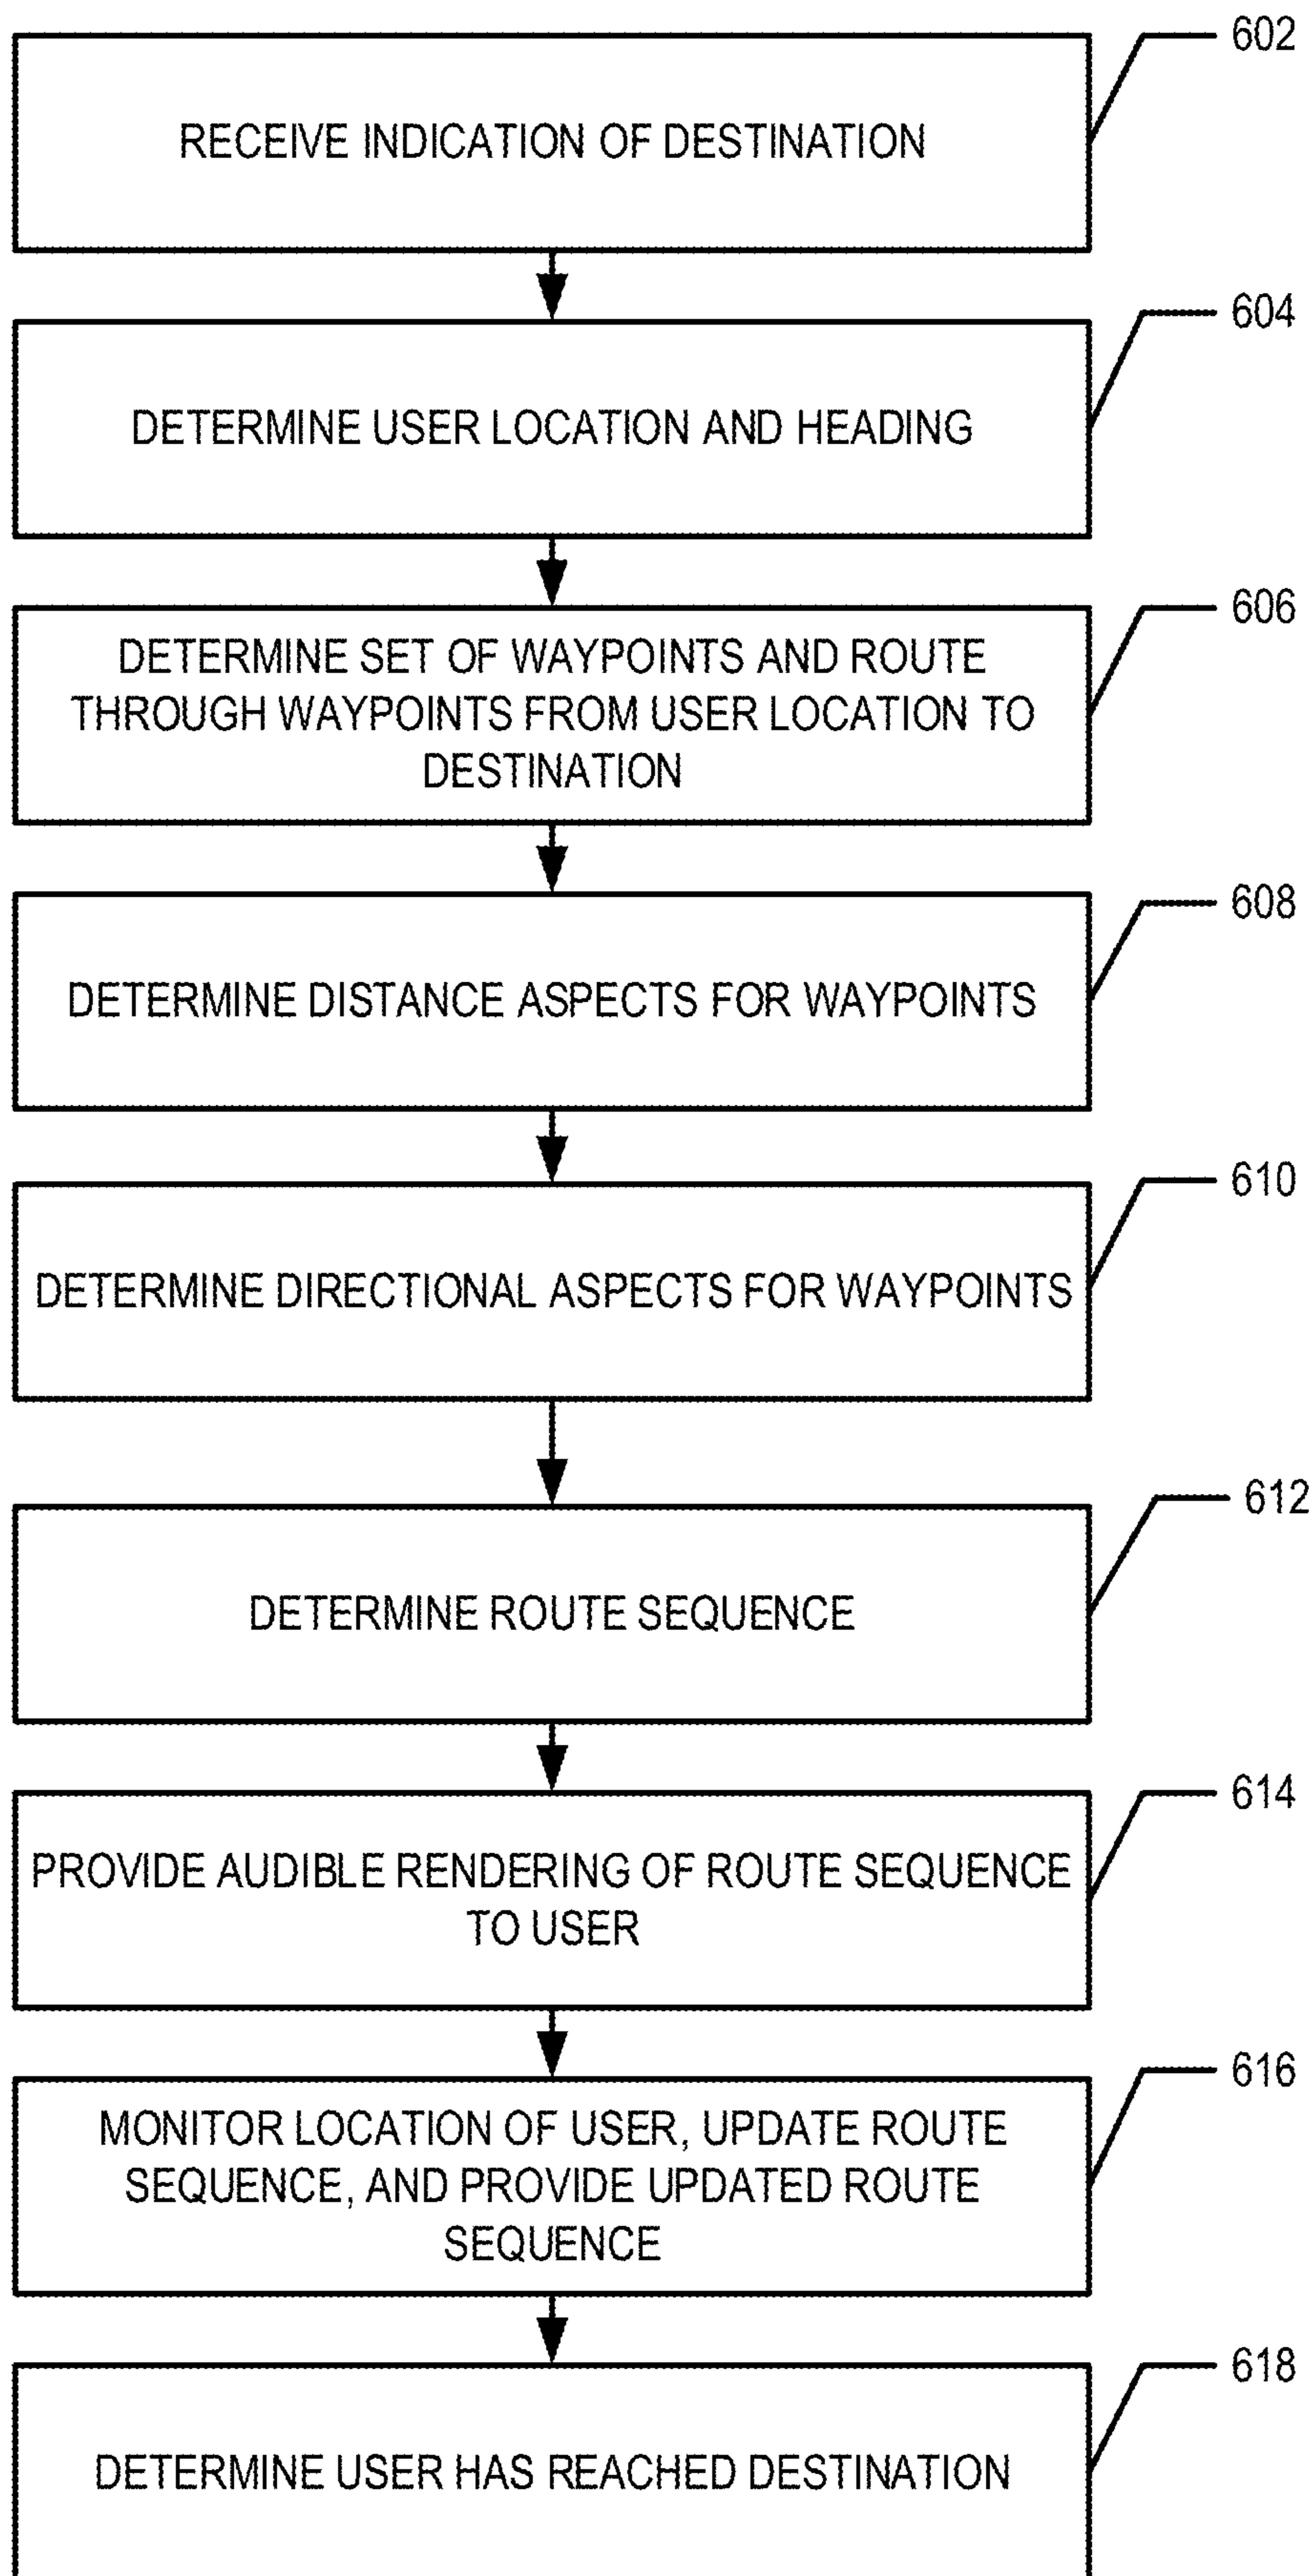 602
RECEIVE INDICATION OF DESTINATION
604
DETERMINE USER LOCATION AND HEADING
606
DETERMINE SET OF WAYPOINTS AND ROUTE
THROUGH WAYPOINTS FROM USER LOCATION TO
DESTINATION
608
DETERMINE DISTANCE ASPECTS FOR WAYPOINTS
610
DETERMINE DIRECTIONAL ASPECTS FOR WAYPOINTS
612
DETERMINE ROUTE SEQUENCE
614
PROVIDE AUDIBLE RENDERING OF ROUTE SEQUENCE
TO USER
616
MONITOR LOCATION OF USER, UPDATE ROUTE
SEQUENCE, AND PROVIDE UPDATED ROUTE
SEQUENCE
618
DETERMINE USER HAS REACHED DESTINATION